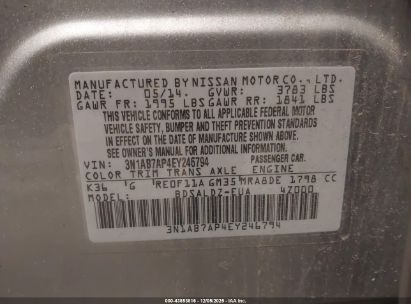 MANUFACTURED BY NISSAN MOTOR CO., LTD.
DATE: 05/14. GVWR: 3783 LBS
GAWR FR: 1995 LBS GAWR RR: 1841 LBS
THIS VEHICLE CONFORMS TO ALL APPLICABLE FEDERAL MOTOR
VEHICLE SAFETY, BUMPER AND THEFT PREVENTION STANDARDS
IN EFFECT ON THE DATE OF MANUFACTURE SHOWN ABOVE.
SEE OWNER'S MANUAL FOR ADDITIONAL INFORMATION
VIN: 3N1AB7AP4EY246794 PASSENGER CAR.
COLOR TRIM TRANS AXLE ENGINE
K36 G RE0F11A GM35 MRA8DE 1798 CC
MODEL: BDSALDZ-EUA 4Z000
3N1AB7AP4EY246794